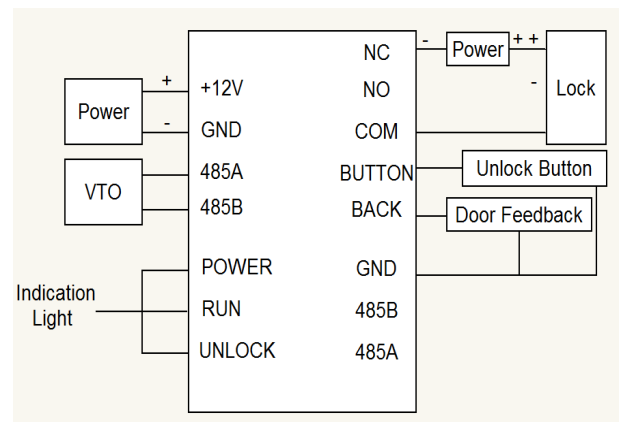 NC
-
Power
+ +
Lock
-
Power
+
-
+12V
NO
GND
COM
VTO
485A
485B
BUTTON
Unlock Button
BACK
Door Feedback
Indication
Light
POWER
GND
RUN
485B
UNLOCK
485A